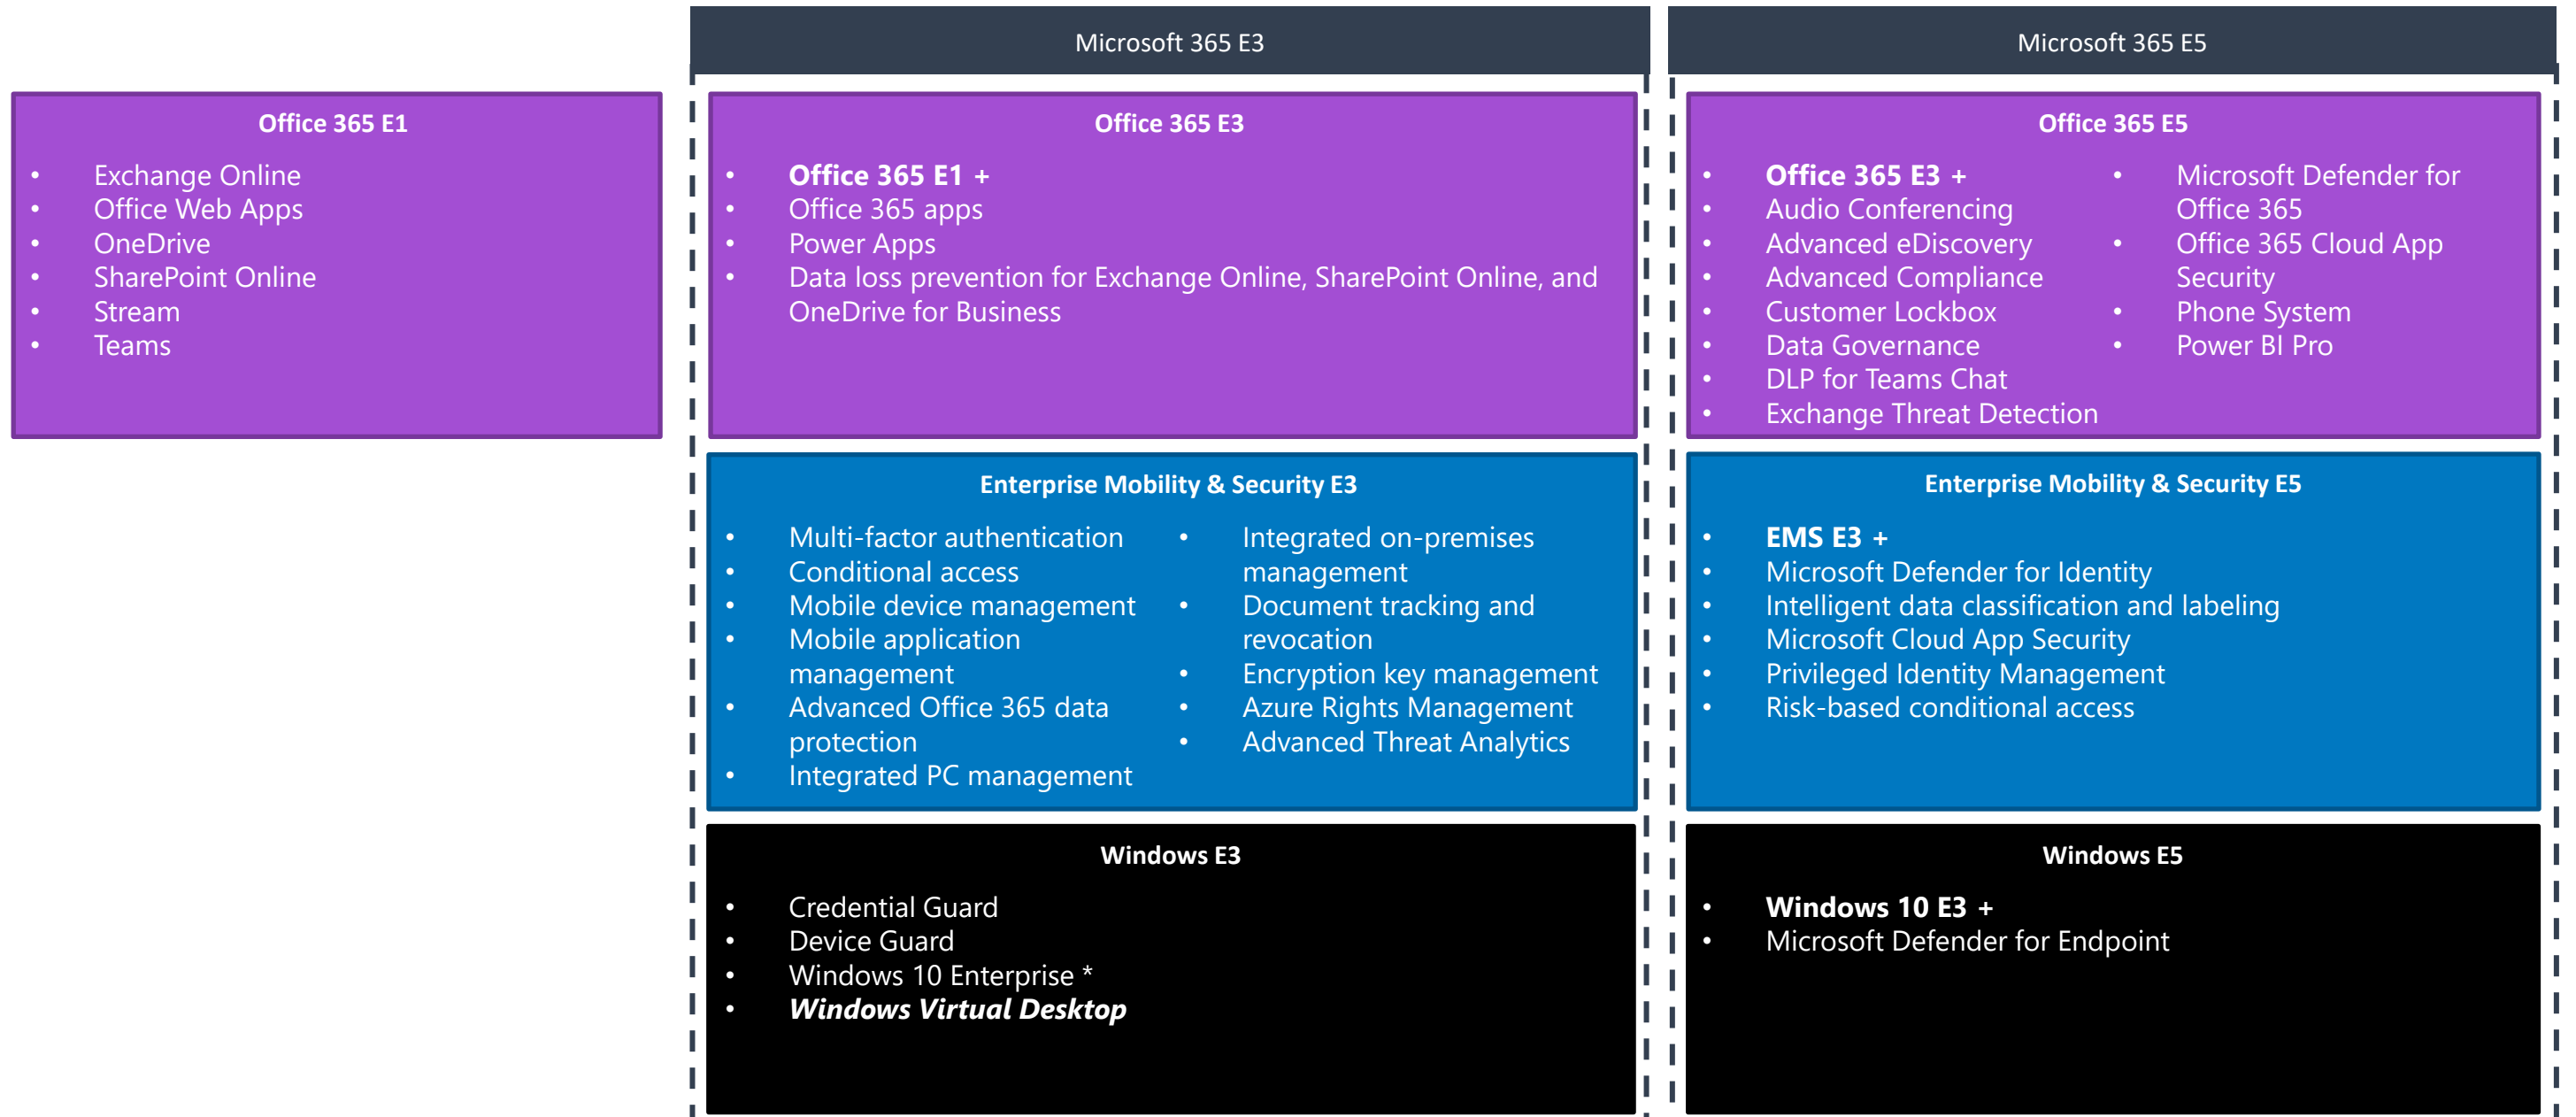 Microsoft 365 E3
Microsoft 365 E5
Office 365 E1
• Exchange Online
• Office Web Apps
• OneDrive
• SharePoint Online
• Stream
• Teams
Office 365 E3
• Office 365 E1 +
• Office 365 apps
• Power Apps
• Data loss prevention for Exchange Online, SharePoint Online, and
OneDrive for Business
Office 365 E5
• Office 365 E3 +
• Audio Conferencing
• Advanced eDiscovery
• Advanced Compliance
• Customer Lockbox
• Data Governance
• DLP for Teams Chat
• Exchange Threat Detection
• Microsoft Defender for
Office 365
• Office 365 Cloud App
Security
• Phone System
• Power BI Pro
Enterprise Mobility & Security E3
• Multi-factor authentication
• Conditional access
• Mobile device management
• Mobile application
management
• Advanced Office 365 data
protection
• Integrated PC management
• Integrated on-premises
management
• Document tracking and
revocation
• Encryption key management
• Azure Rights Management
• Advanced Threat Analytics
Enterprise Mobility & Security E5
• EMS E3 +
• Microsoft Defender for Identity
• Intelligent data classification and labeling
• Microsoft Cloud App Security
• Privileged Identity Management
• Risk-based conditional access
Windows E3
• Credential Guard
• Device Guard
• Windows 10 Enterprise *
• Windows Virtual Desktop
Windows E5
• Windows 10 E3 +
• Microsoft Defender for Endpoint